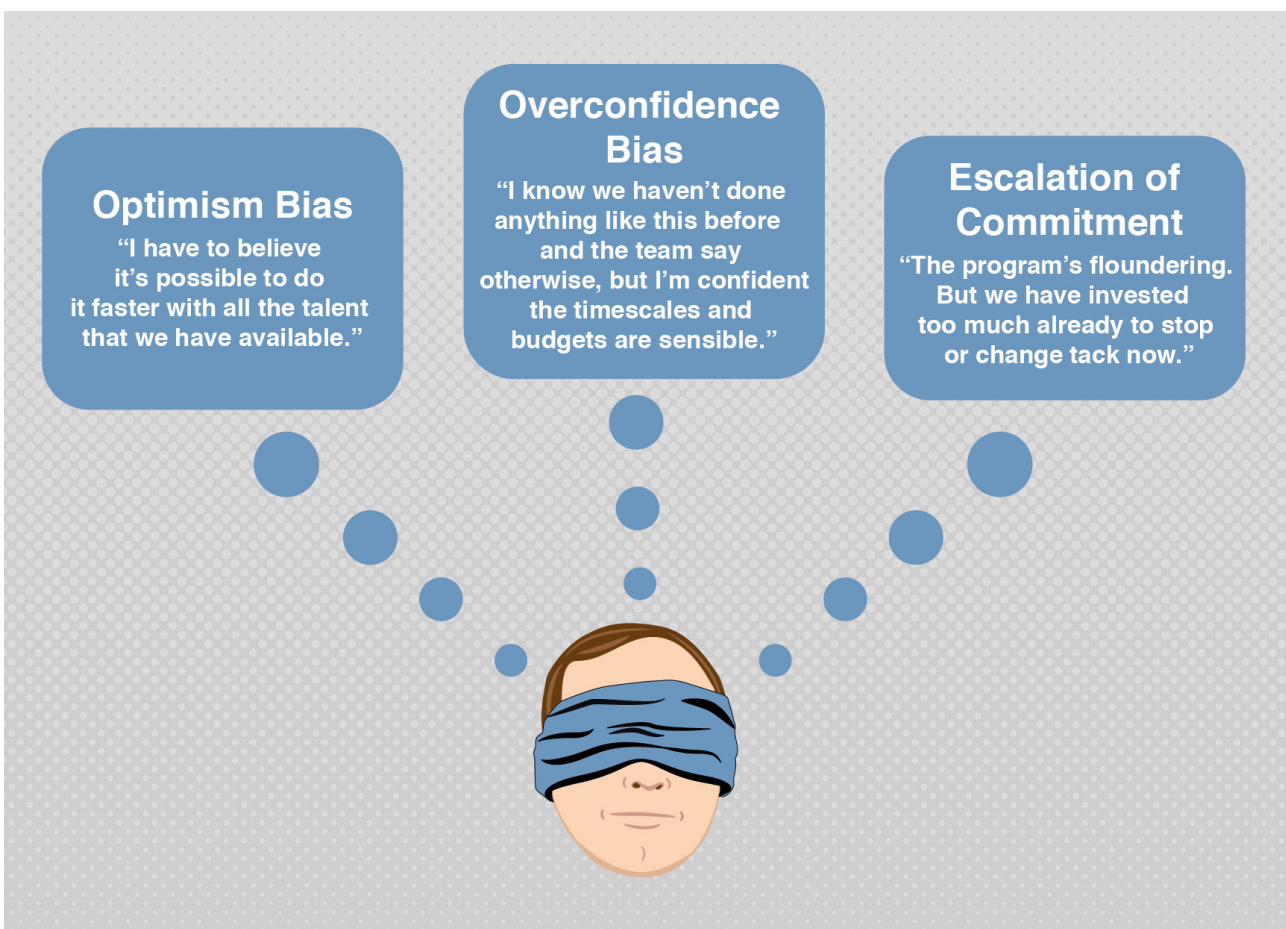 Optimism Bias
“I have to believe
it’s possible to do
it faster with all the talent
that we have available.”
Overconfidence
Bias
“I know we haven’t done
anything like this before
and the team say
otherwise, but I’m confident
the timescales and
budgets are sensible.”
Escalation of
Commitment
“The program’s floundering.
But we have invested
too much already to stop
or change tack now.”